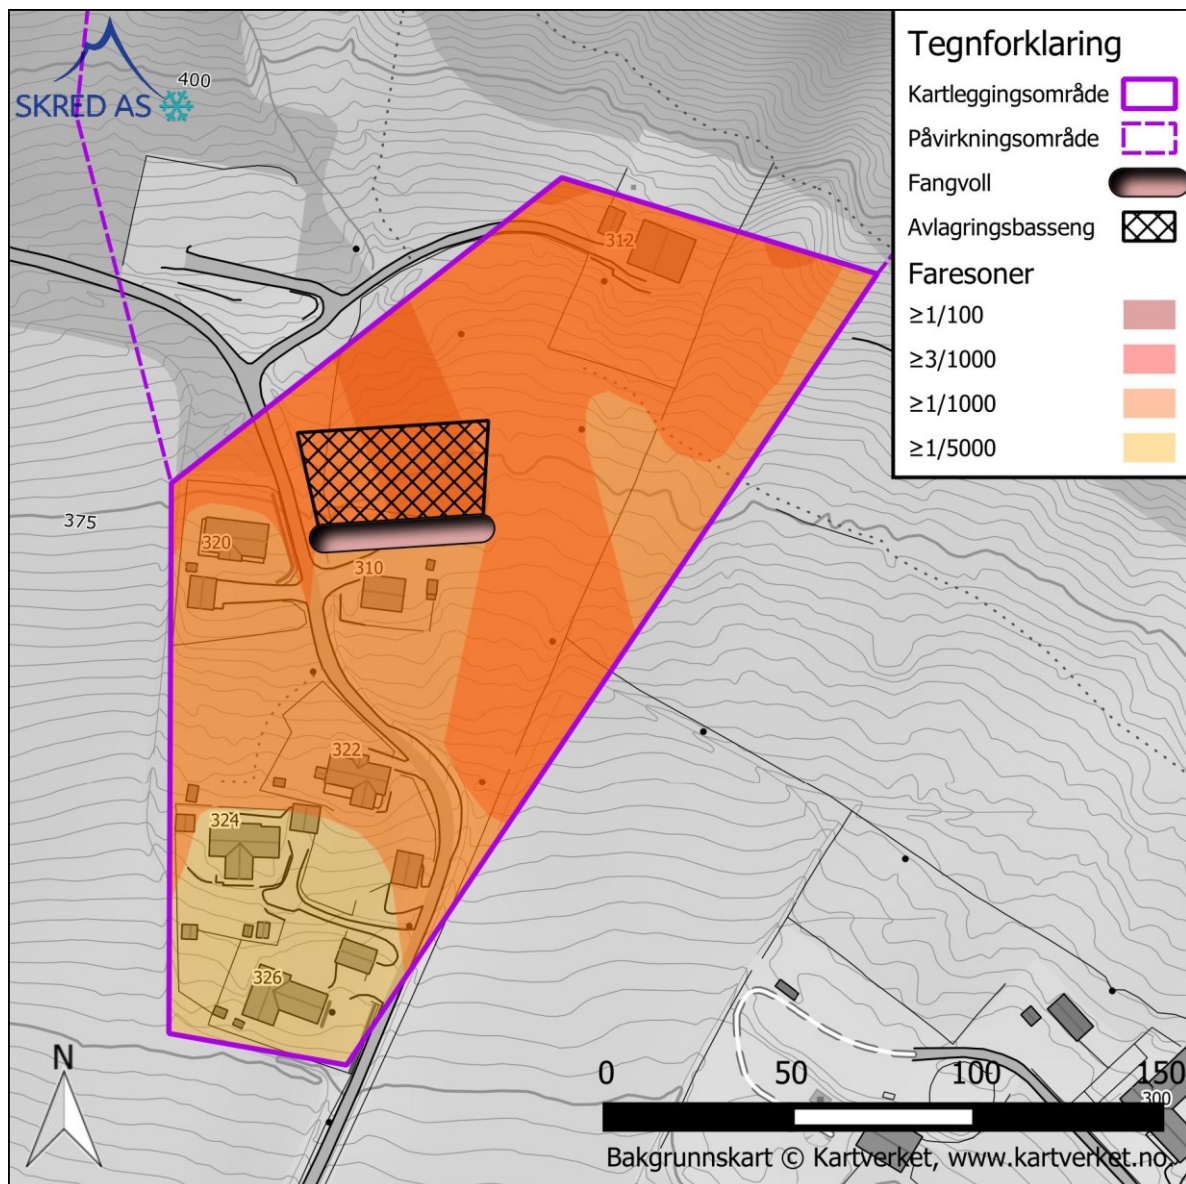 SKRED AS
400
Tegnforklaring
Kartleggingsområde
Påvirkningsområde
Fangvoll
Avlagringsbasseng
Faresoner
≥1/100
≥3/1000
≥1/1000
≥1/5000
312
375
320
310
322
324
326
N
0 50 100 150
300
Bakgrunnskart © Kartverket, www.kartverket.no.